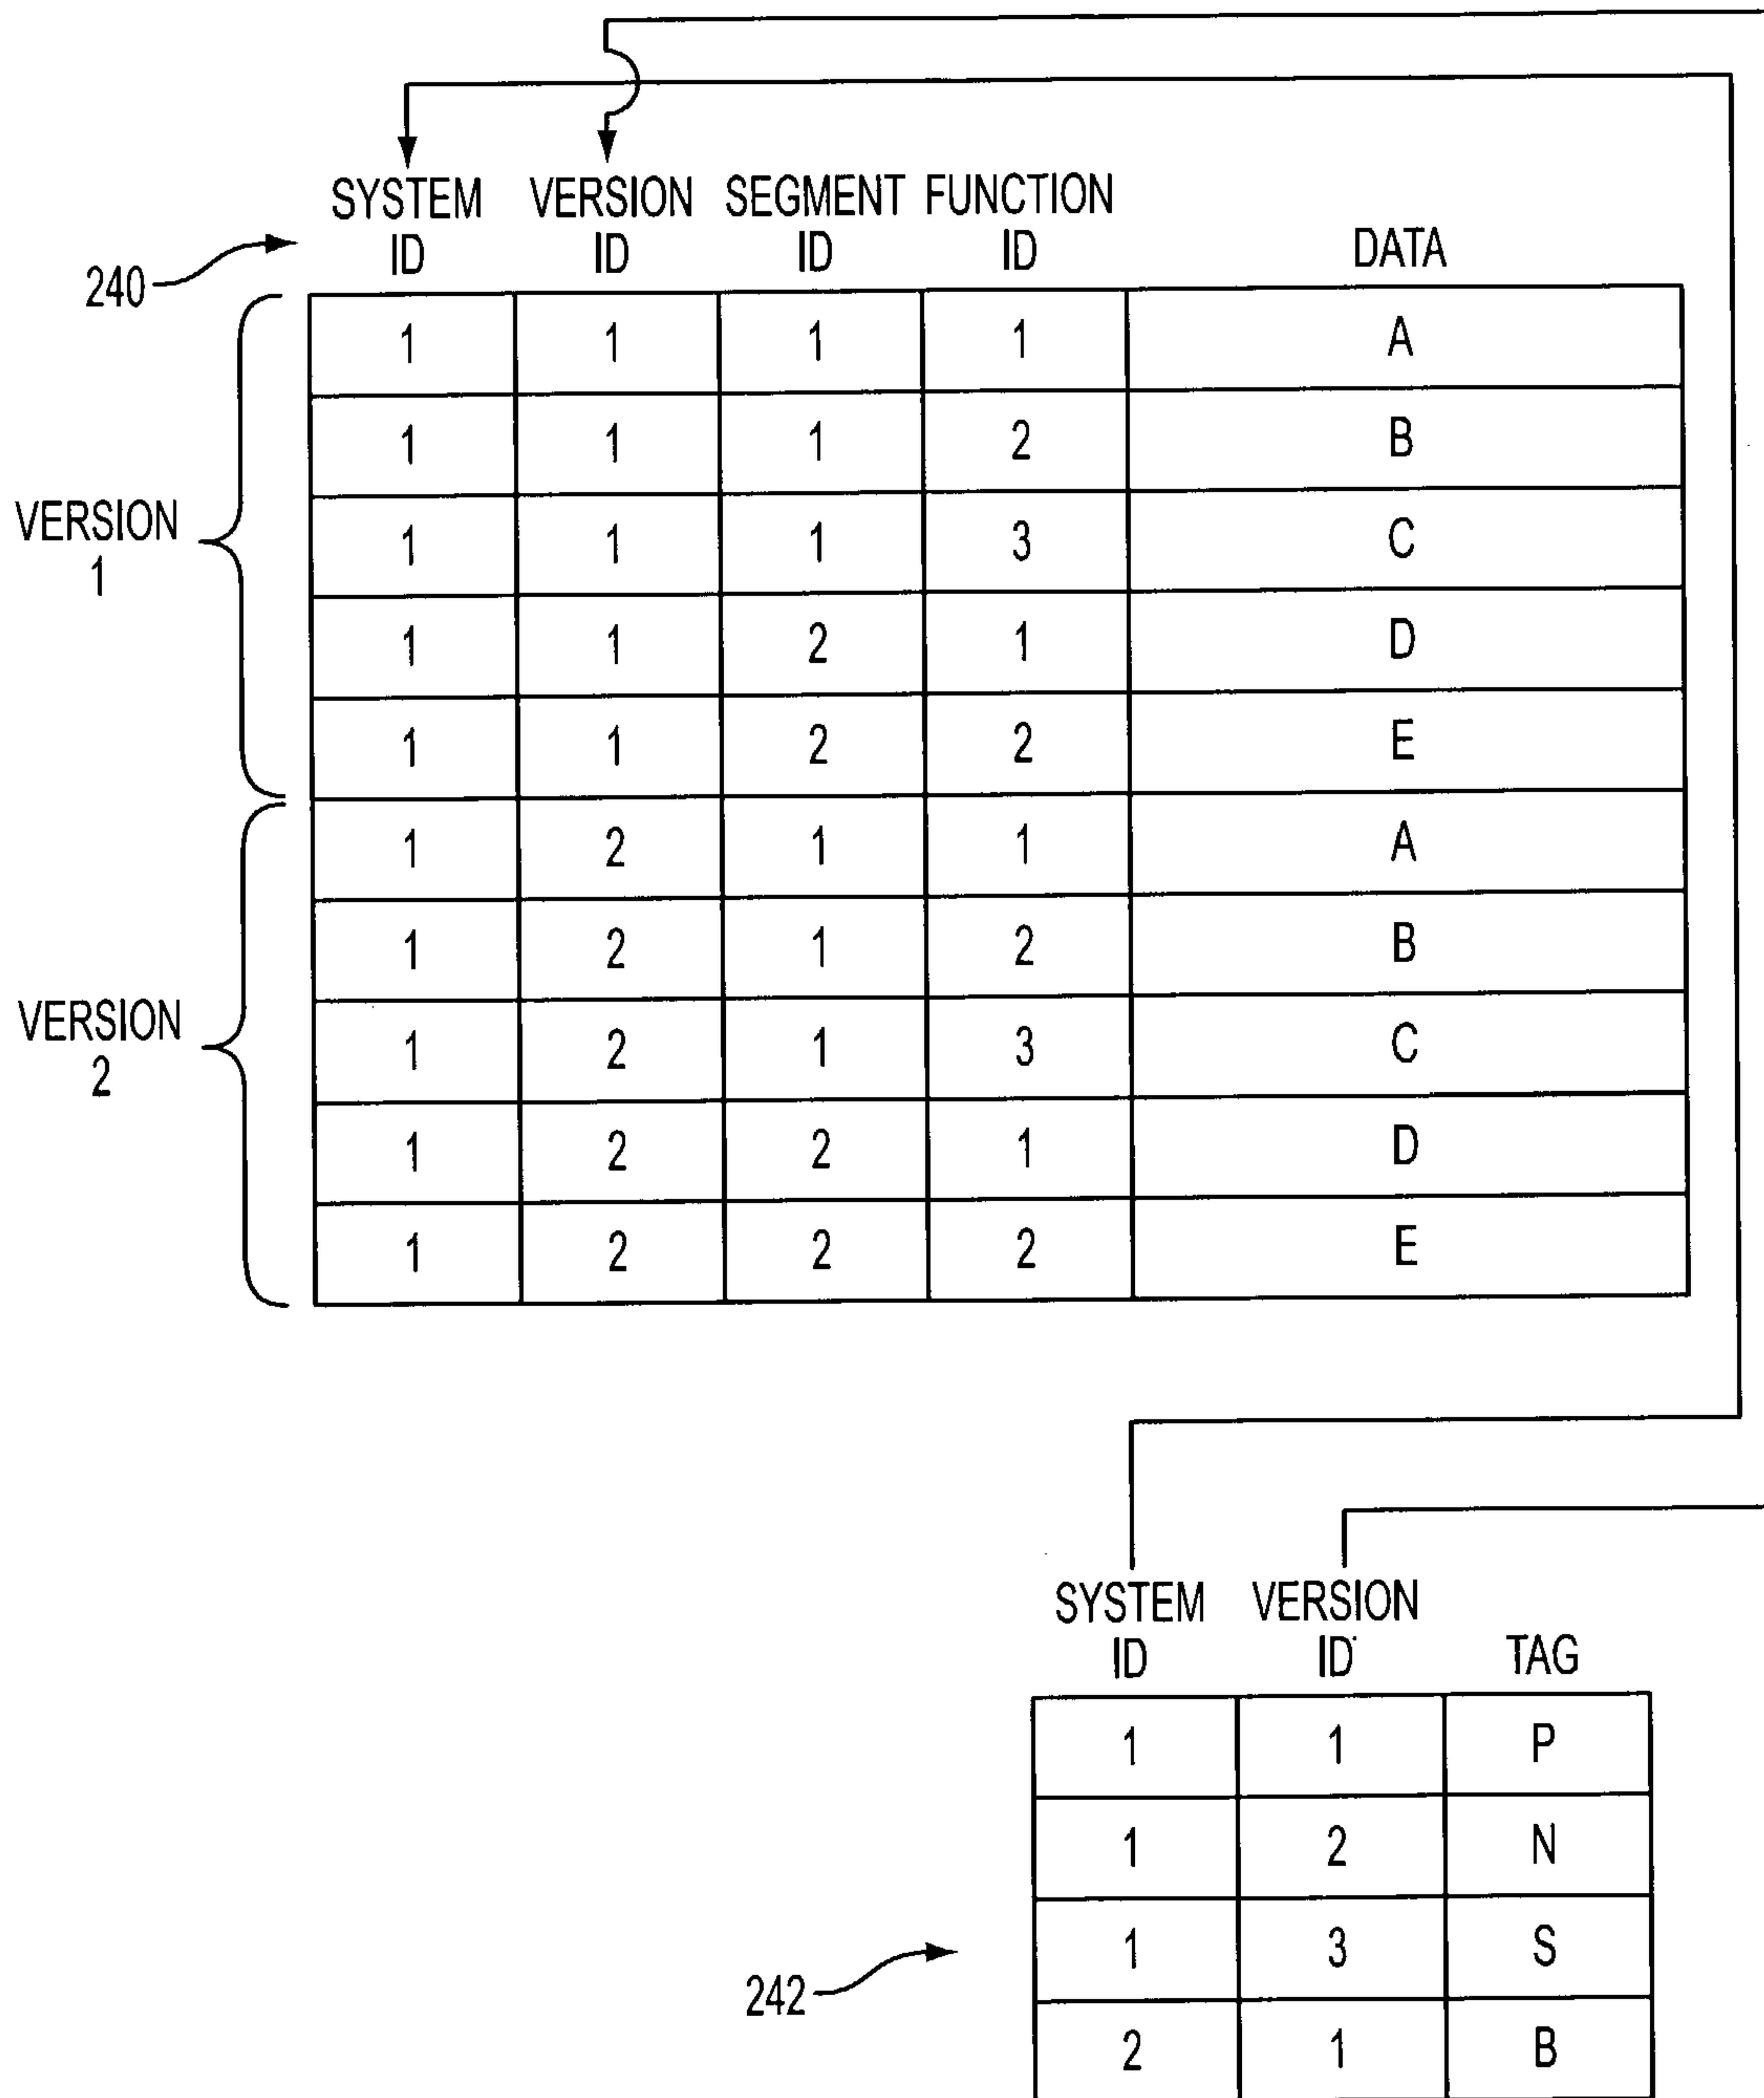 SYSTEM VERSION SEGMENT FUNCTION
ID ID ID ID DATA
240
1 1 1 1 A
1 1 1 2 B
VERSION
1 1 1 3 C
1
1 1 2 1 D
1 1 2 2 E
1 2 1 1 A
1 2 1 2 B
VERSION
1 2 1 3 C
2
1 2 2 1 D
1 2 2 2 E
SYSTEM VERSION
ID ID TAG
1 1 P
1 2 N
1 3 S
242
2 1 B